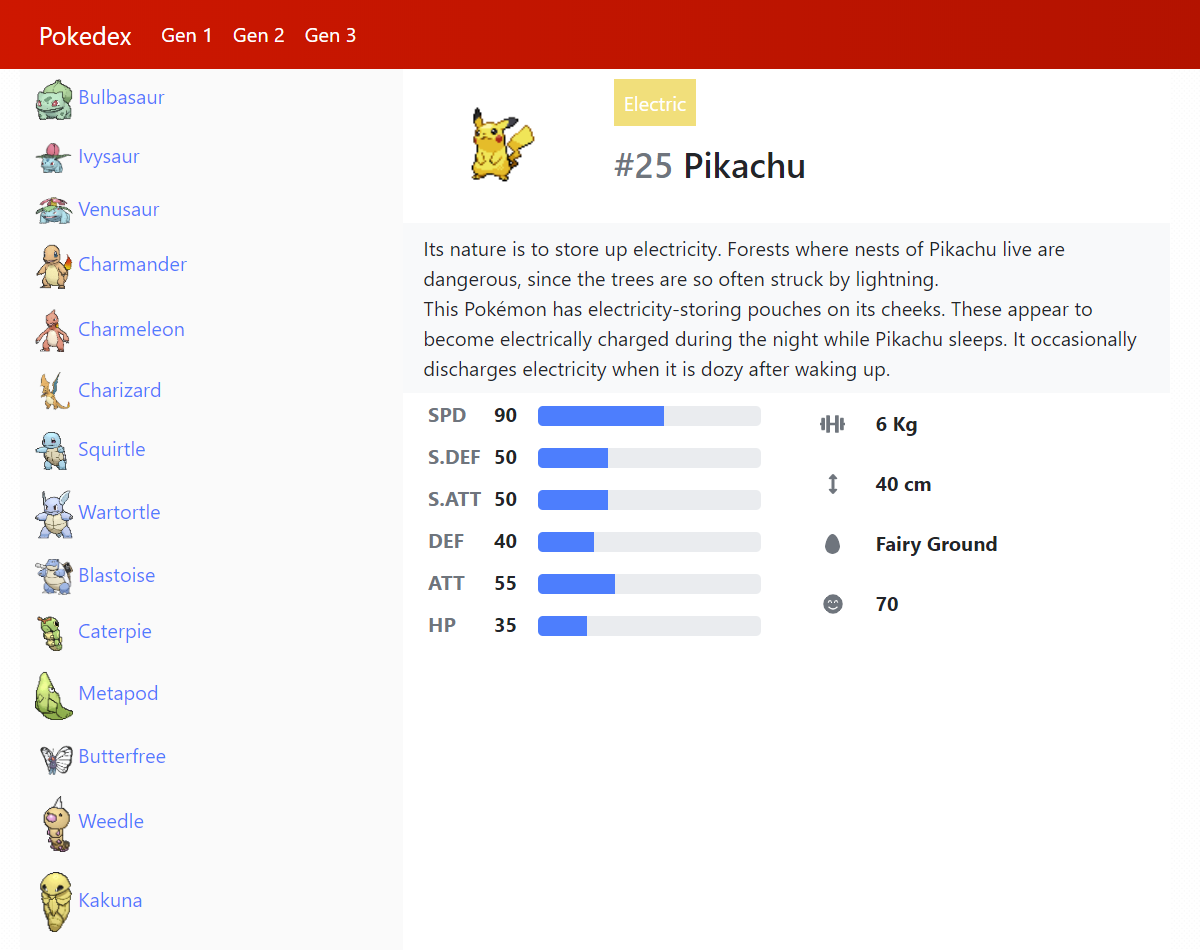 Pokedex Gen 1 Gen 2 Gen 3
Bulbasaur
Ivysaur
Venusaur
Charmander
Charmeleon
Charizard
Squirtle
Wartortle
Blastoise
Caterpie
Metapod
Butterfree
Weedle
Kakuna
Electric
#25 Pikachu
Its nature is to store up electricity. Forests where nests of Pikachu live are
dangerous, since the trees are so often struck by lightning.
This Pokémon has electricity-storing pouches on its cheeks. These appear to
become electrically charged during the night while Pikachu sleeps. It occasionally
discharges electricity when it is dozy after waking up.
SPD 90
S.DEF 50
S.ATT 50
DEF 40
ATT 55
HP 35
6 Kg
40 cm
Fairy Ground
70